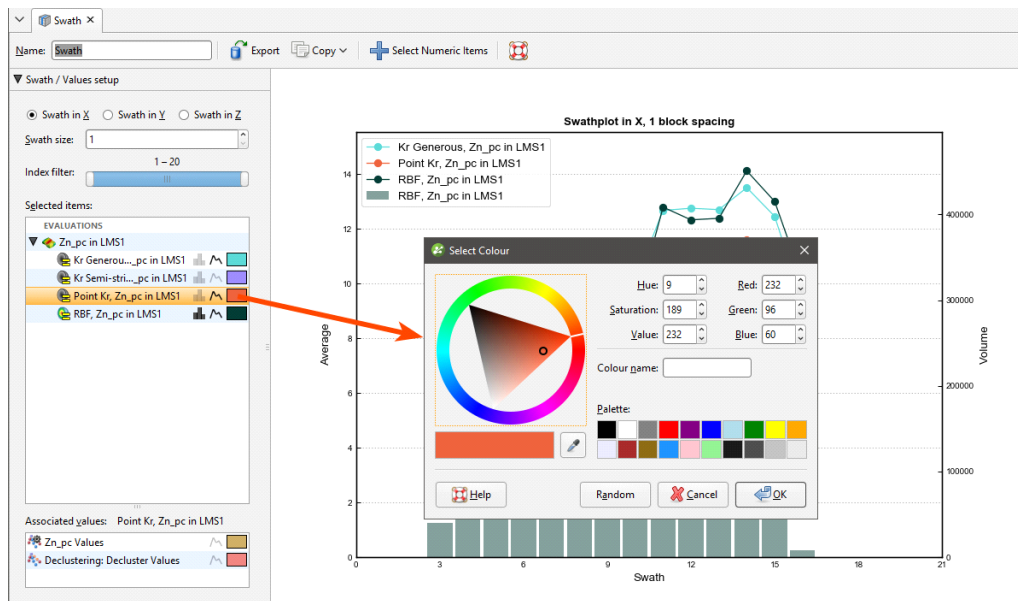 Swath
Name: Swath Export Copy Select Numeric Items
Swath / Values setup
Swath in X Swath in Y Swath in Z
Swath size: 1
1 – 20
Index filter:
Selected items:
EVALUATIONS
Zn_pc in LMS1
Kr Generou..._pc in LMS1
Kr Semi-stri..._pc in LMS1
Point Kr, Zn_pc in LMS1
RBF, Zn_pc in LMS1
Associated values: Point Kr, Zn_pc in LMS1
Zn_pc Values
Declustering: Decluster Values
Swathplot in X, 1 block spacing
Kr Generous, Zn_pc in LMS1
Point Kr, Zn_pc in LMS1
RBF, Zn_pc in LMS1
RBF, Zn_pc in LMS1
14
12
10
8
6
4
2
0
Average
400000
300000
200000
100000
0
Volume
0 3 6 9 12 15 18 21
Swath
Select Colour
Hue: 9 Red: 232
Saturation: 189 Green: 96
Value: 232 Blue: 60
Colour name:
Palette:
Help Random Cancel OK